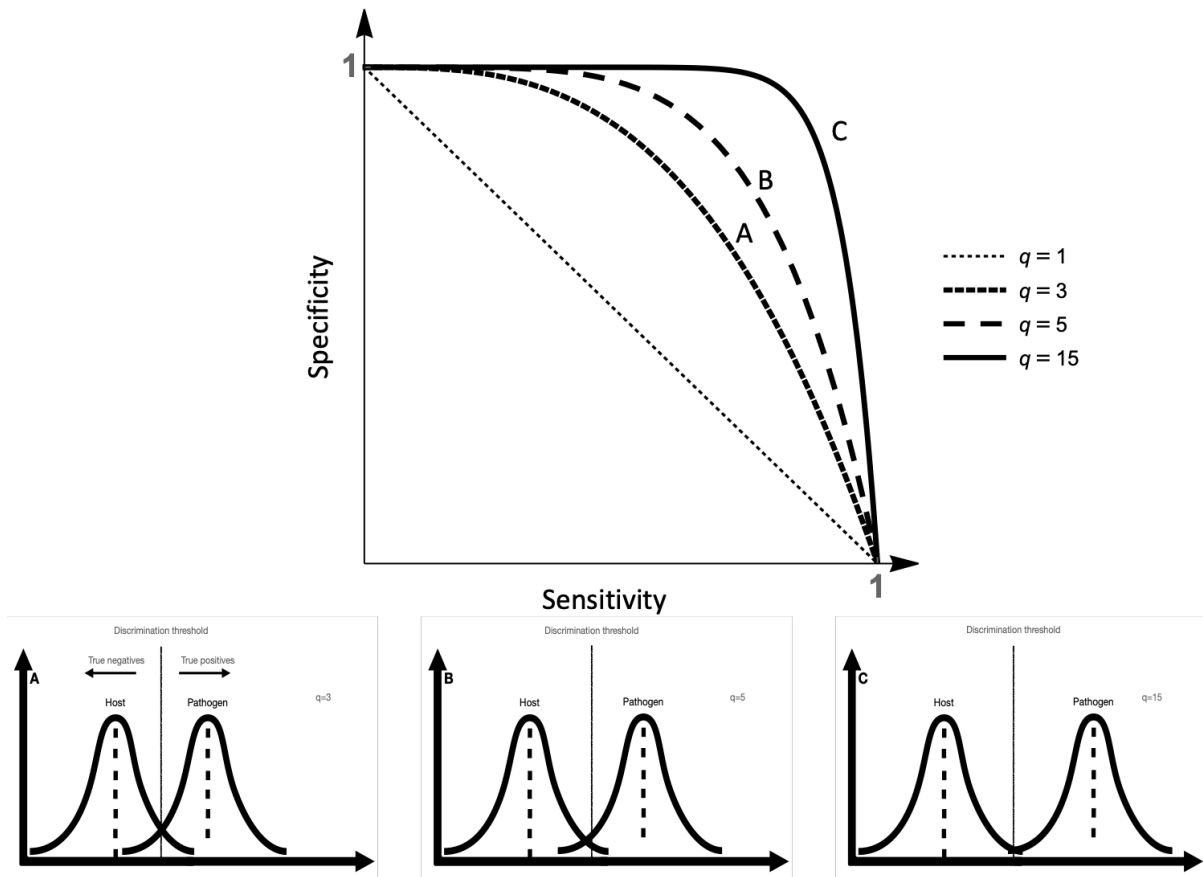 1
Specificity
C
B
A
q = 1
q = 3
q = 5
q = 15
1
Sensitivity
Discrimination threshold
True negatives
True positives
A
q=3
Host
Pathogen
Discrimination threshold
B
q=5
Host
Pathogen
Discrimination threshold
C
q=15
Host
Pathogen